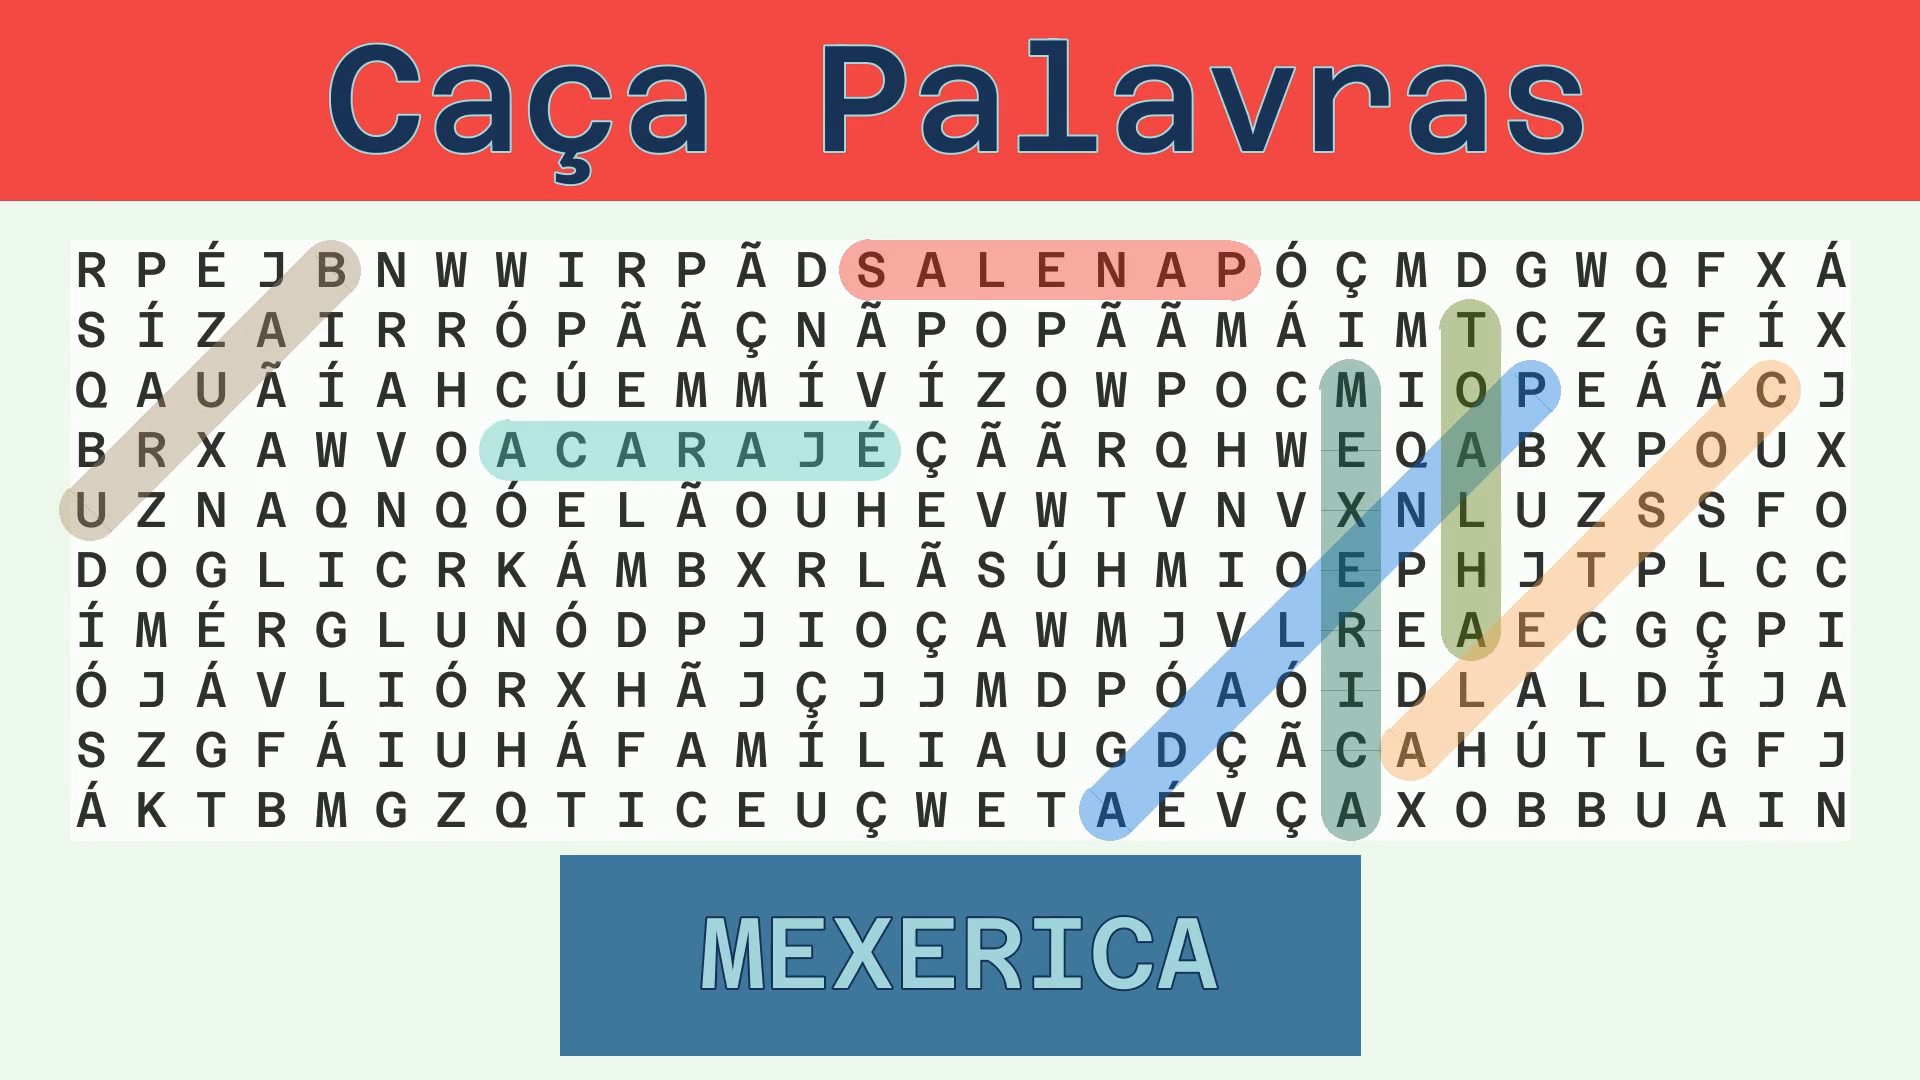 Caça Palavras
R P É J B N W W I R P Ã D S A L E N A P Ó Ç M D G W Q F X Á
S Í Z A I R R Ó P Ã Ã Ç N Ã P O P Ã Ã M Á I M T C Z G F Í X
Q A U Ã Í A H C Ú E M M Í V Í Z O W P O C M I O P E Á Ã C J
B R X A W V O A C A R A J É Ç Ã Ã R Q H W E Q A B X P O U X
U Z N A Q N Q Ó E L Ã O U H E V W T V N V X N L U Z S S F O
D O G L I C R K Á M B X R L Ã S Ú H M I O E P H J T P L C C
Í M É R G L U N Ó D P J I O Ç A W M J V L R E A E C G Ç P I
Ó J Á V L I Ó R X H Ã J Ç J J M D P Ó A Ó I D L A L D Í J A
S Z G F Á I U H Á F A M Í L I A U G D Ç Ã C A H Ú T L G F J
Á K T B M G Z Q T I C E U Ç W E T A É V Ç A X O B B U A I N
MEXERICA